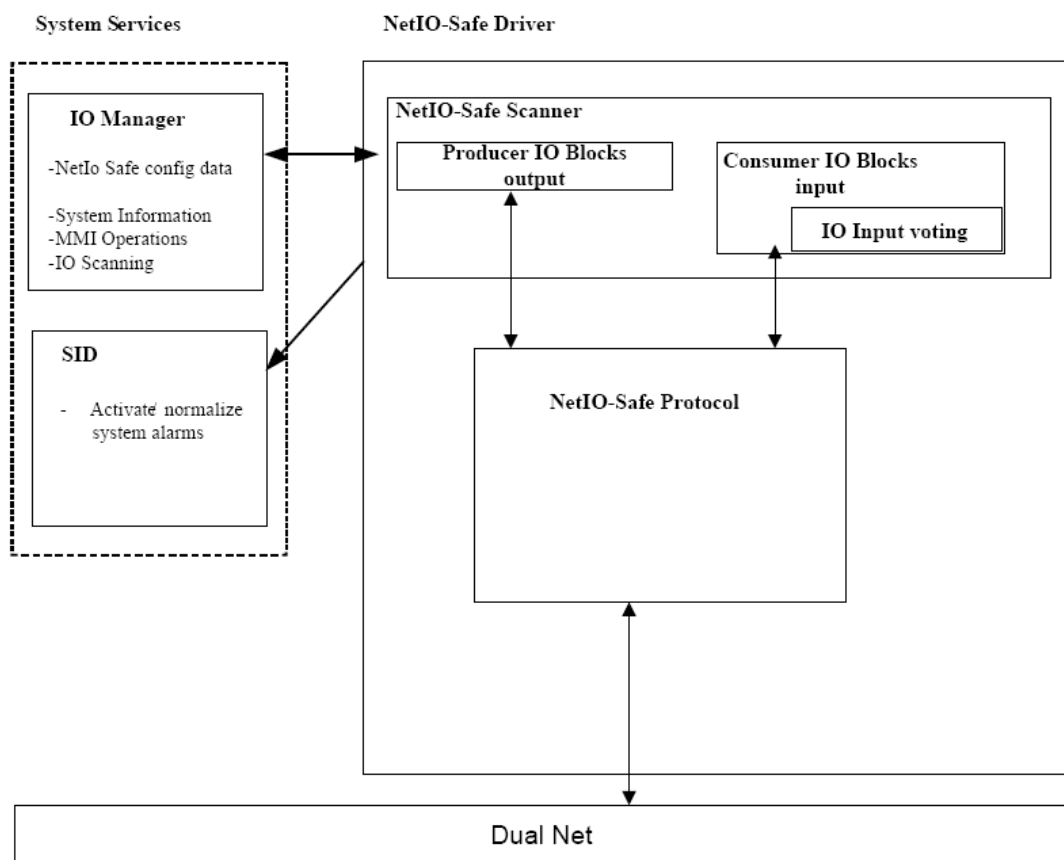 System Services
NetIO-Safe Driver
IO Manager
-NetIo Safe config data
-System Information
-MMI Operations
-IO Scanning
SID
- Activate/ normalize
system alarms
NetIO-Safe Scanner
Producer IO Blocks
output
Consumer IO Blocks
input
IO Input voting
NetIO-Safe Protocol
Dual Net